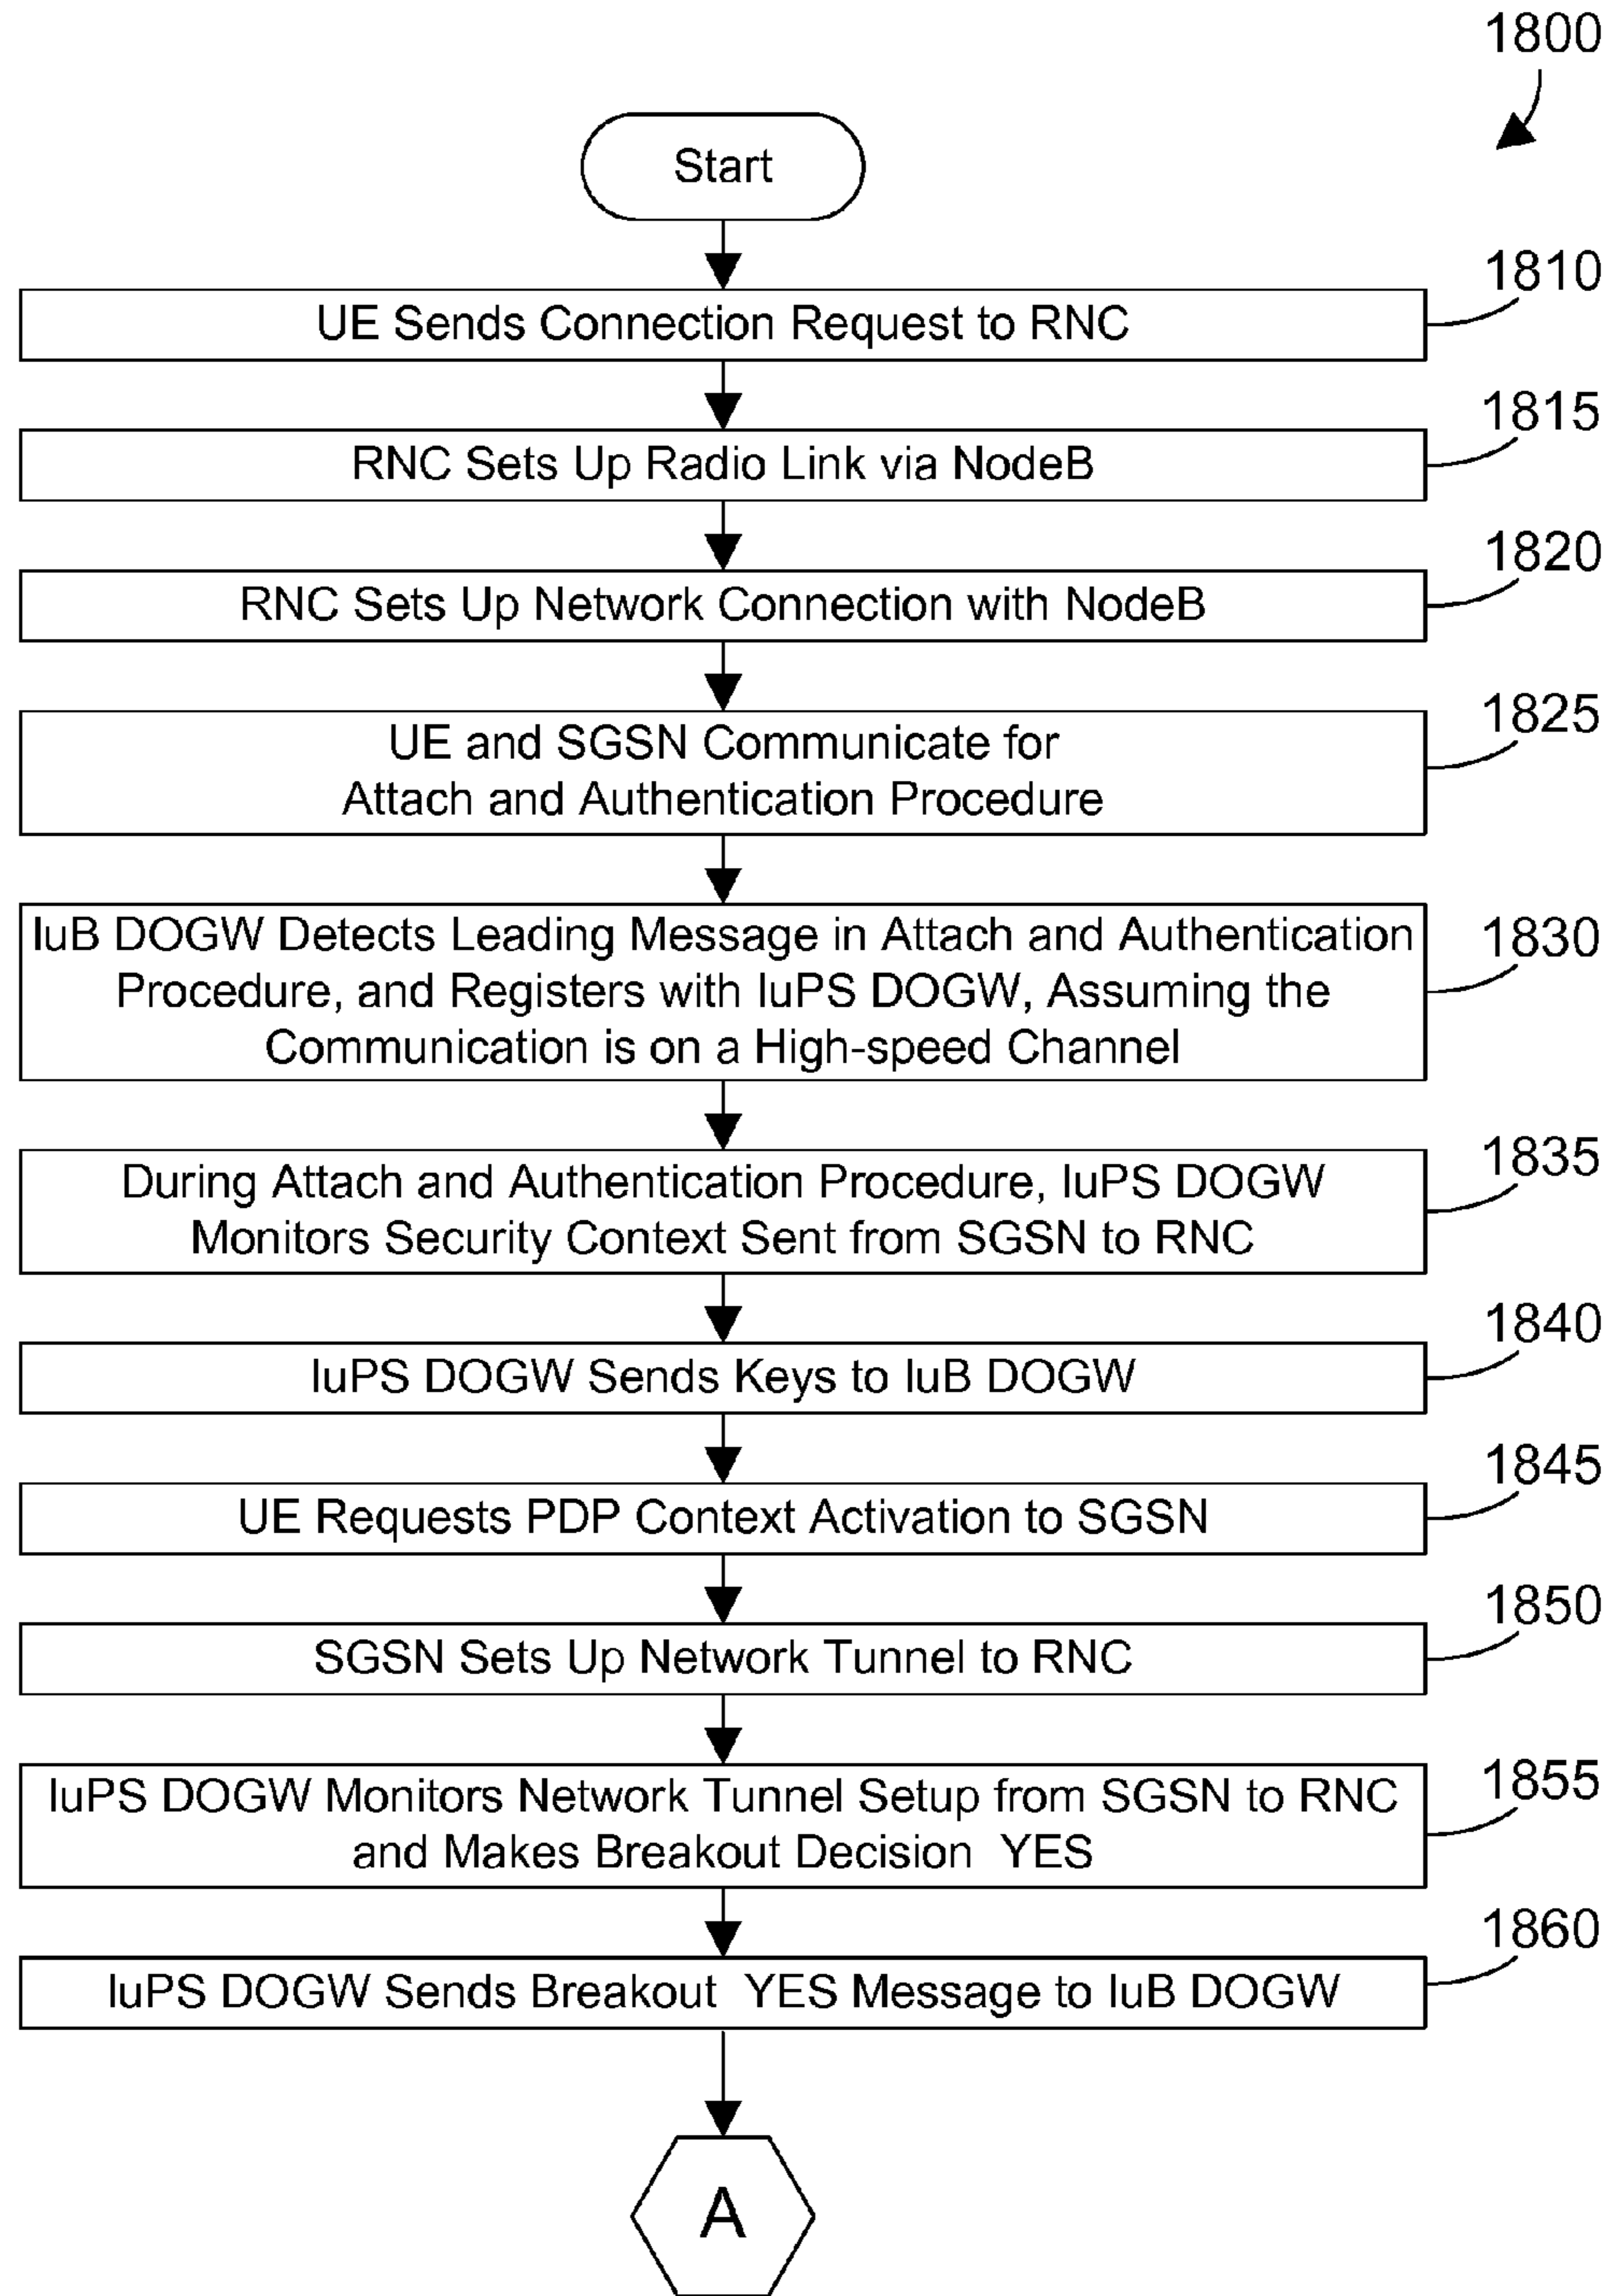 1800
Start
1810
UE Sends Connection Request to RNC
1815
RNC Sets Up Radio Link via NodeB
1820
RNC Sets Up Network Connection with NodeB
1825
UE and SGSN Communicate for
Attach and Authentication Procedure
1830
IuB DOGW Detects Leading Message in Attach and Authentication
Procedure, and Registers with IuPS DOGW, Assuming the
Communication is on a High-speed Channel
1835
During Attach and Authentication Procedure, IuPS DOGW
Monitors Security Context Sent from SGSN to RNC
1840
IuPS DOGW Sends Keys to IuB DOGW
1845
UE Requests PDP Context Activation to SGSN
1850
SGSN Sets Up Network Tunnel to RNC
1855
IuPS DOGW Monitors Network Tunnel Setup from SGSN to RNC
and Makes Breakout Decision YES
1860
IuPS DOGW Sends Breakout YES Message to IuB DOGW
A